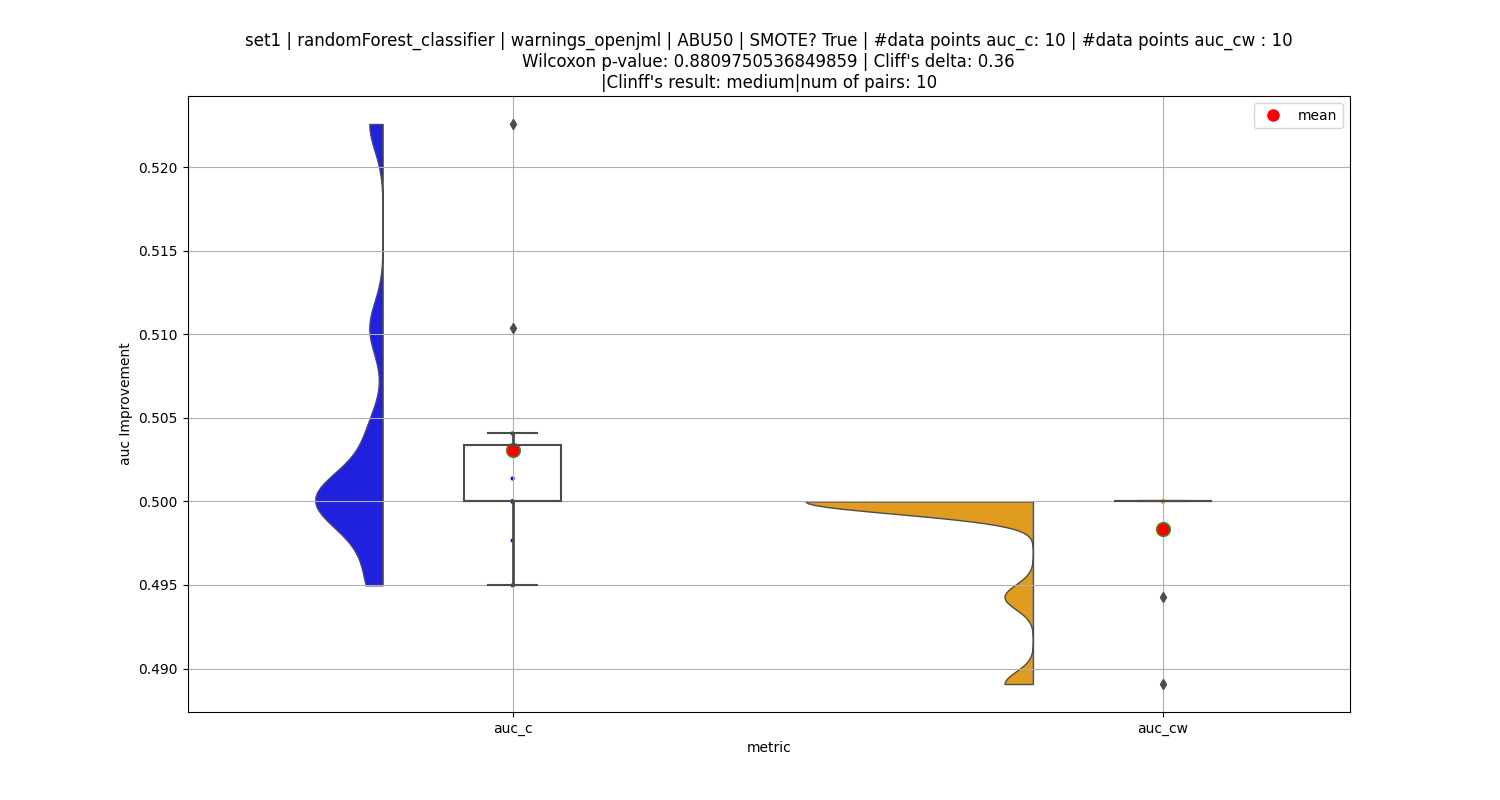 set1 | randomForest_classifier | warnings_openjml | ABU50 | SMOTE? True | #data points auc_c: 10 | #data points auc_cw : 10
Wilcoxon p-value: 0.8809750536849859 | Cliff's delta: 0.36
|Clinff's result: medium|num of pairs: 10
mean
0.520
0.515
0.510
0.505
0.500
0.495
0.490
auc Improvement
auc_c
auc_cw
metric